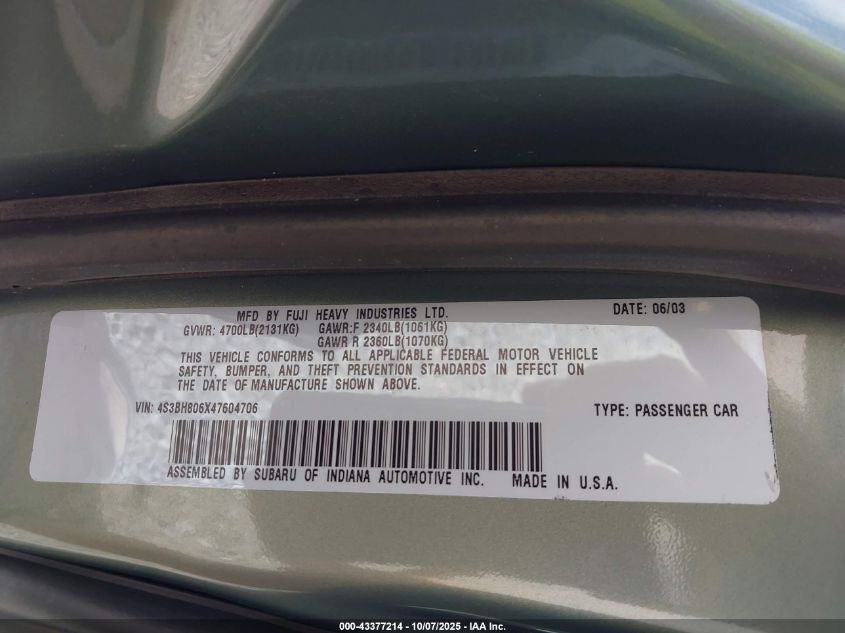 MFD BY FUJI HEAVY INDUSTRIES LTD. DATE: 06/03
GVWR: 4700LB(2131KG) GAWR:F 2340LB(1061KG)
GAWR R 2360LB(1070KG)
THIS VEHICLE CONFORMS TO ALL APPLICABLE FEDERAL MOTOR VEHICLE
SAFETY, BUMPER, AND THEFT PREVENTION STANDARDS IN EFFECT ON
THE DATE OF MANUFACTURE SHOWN ABOVE.
VIN: 4S3BH806X47604706 TYPE: PASSENGER CAR
ASSEMBLED BY SUBARU OF INDIANA AUTOMOTIVE INC. MADE IN U.S.A.
000-43377214 - 10/07/2025 - IAA Inc.